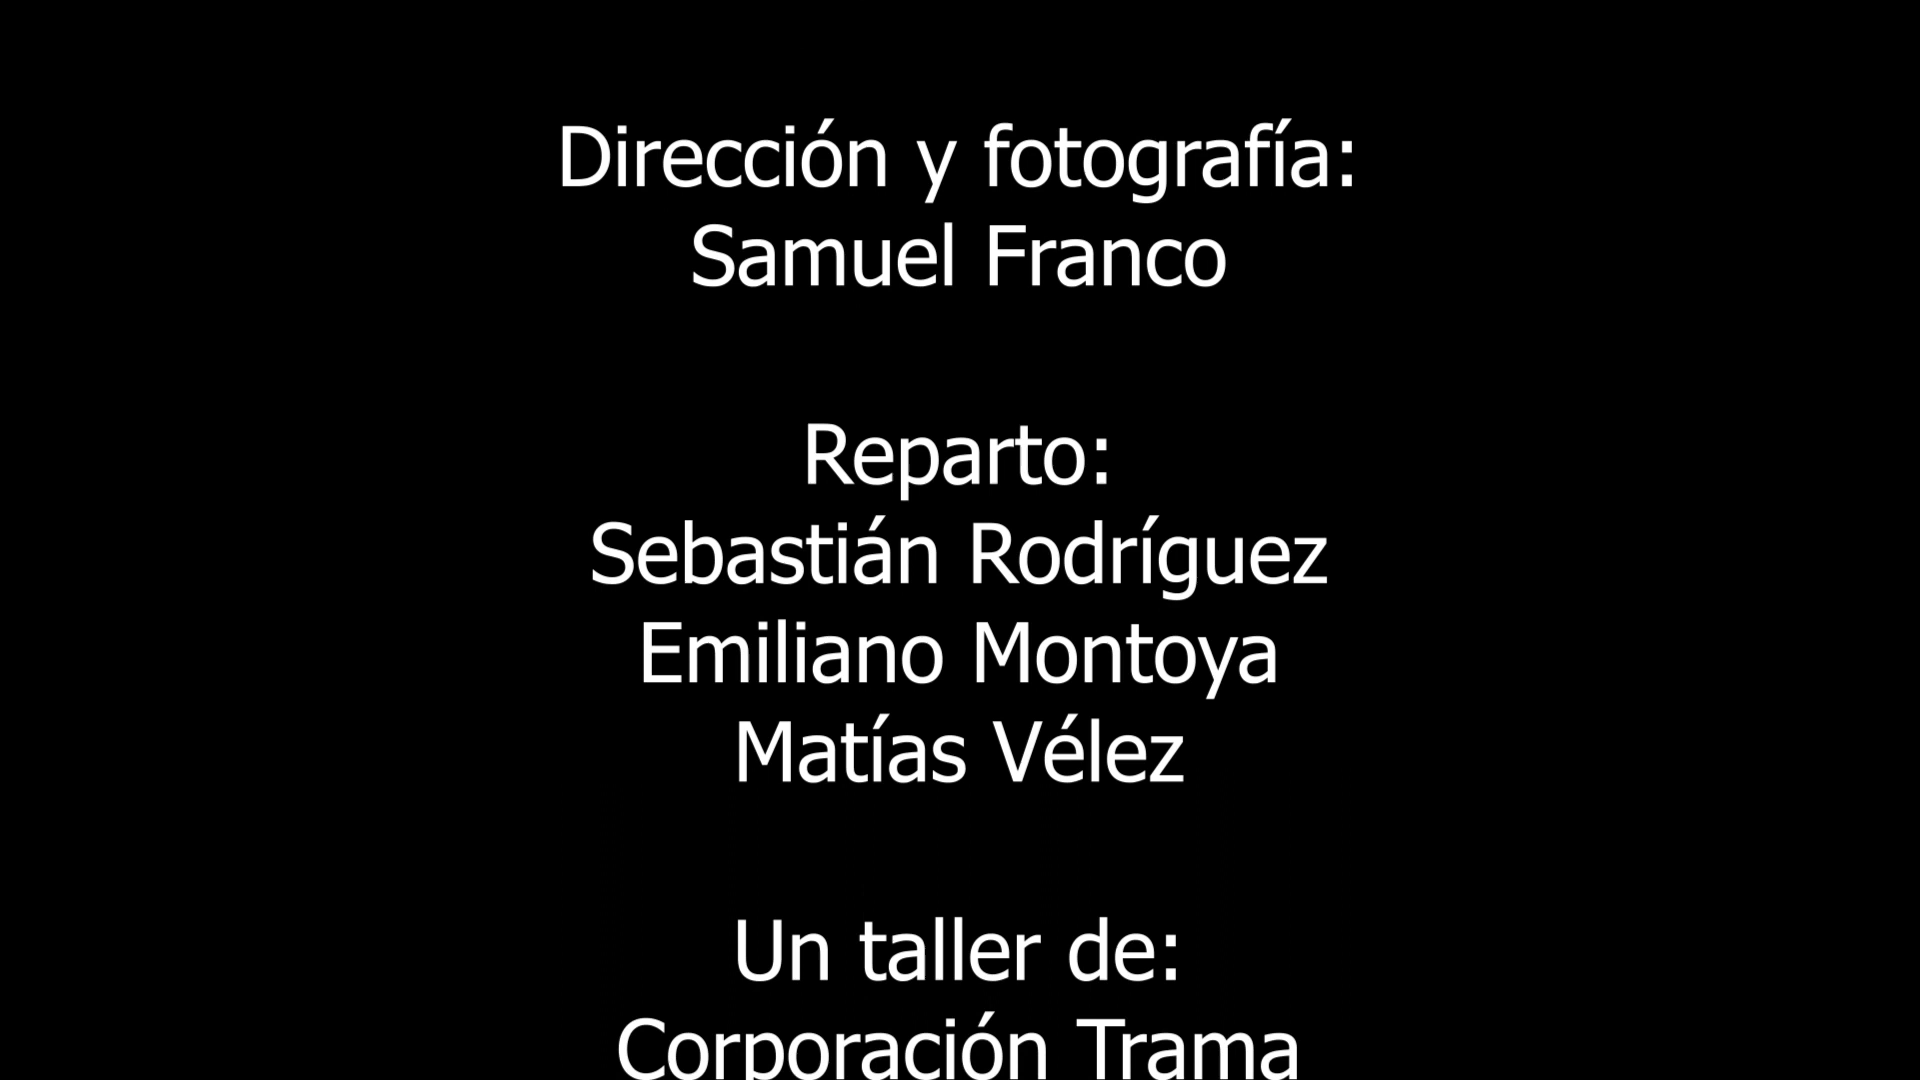 Dirección y fotografía:
Samuel Franco
Reparto:
Sebastián Rodríguez
Emiliano Montoya
Matías Vélez
Un taller de:
Corporación Trama